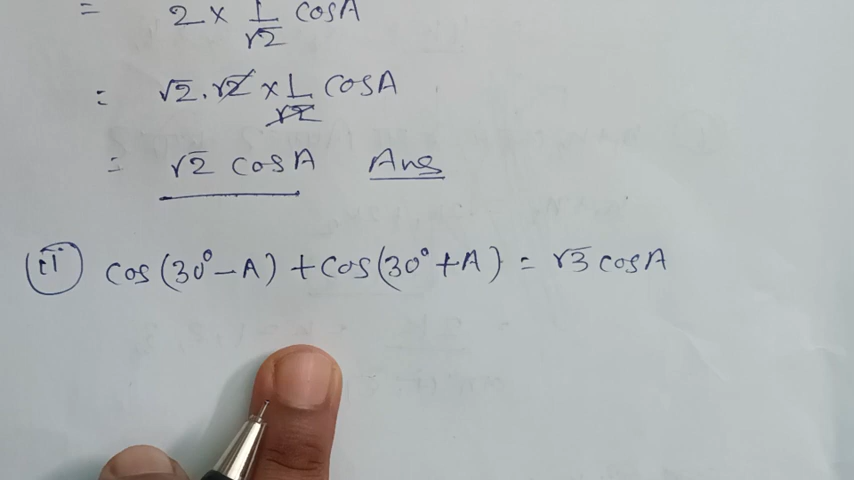 = 2 × 1/√2 cosA
= √2 . √2 × 1/√2 cosA
= √2 cosA Ans
(ii) cos(30° – A) + cos(30° + A) = √3 cosA